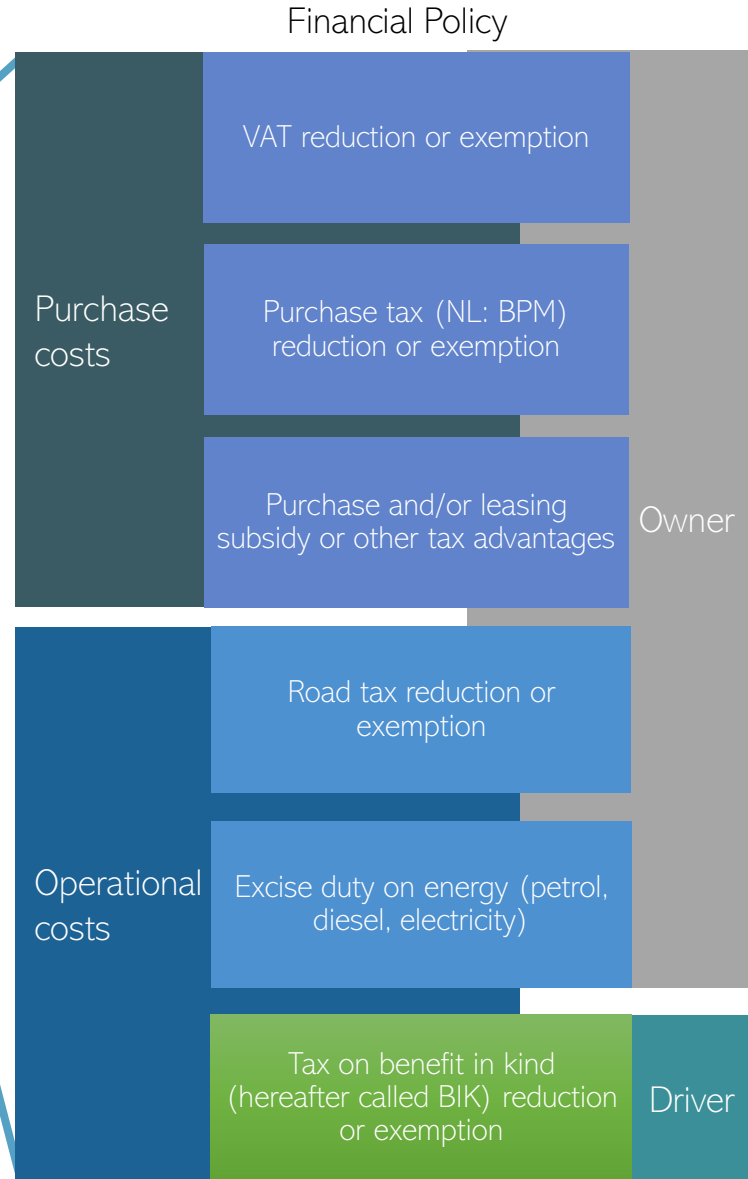 Financial Policy
VAT reduction or exemption
Purchase
costs
Purchase tax (NL: BPM)
reduction or exemption
Purchase and/or leasing
subsidy or other tax advantages
Owner
Road tax reduction or
exemption
Operational
costs
Excise duty on energy (petrol,
diesel, electricity)
Tax on benefit in kind
(hereafter called BIK) reduction
or exemption
Driver